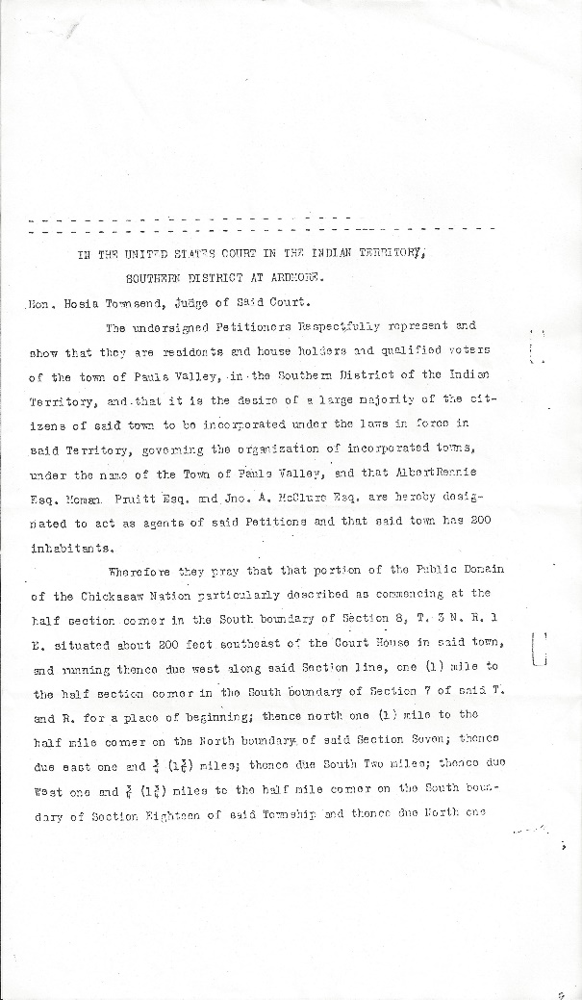 IN THE UNITED STATES COURT IN THE INDIAN TERRITORY,
SOUTHERN DISTRICT AT ARDMORE.
Hon. Hosia Townsend, Judge of Said Court.
The undersigned Petitioners Respectfully represent and
show that they are residents and house holders and qualified voters
of the town of Pauls Valley, in the Southern District of the Indian
Territory, and that it is the desire of a large majority of the cit-
izens of said town to be incorporated under the laws in force in
said Territory, governing the organization of incorporated towns,
under the name of the Town of Pauls Valley, and that AlbertRennie
Esq. Moman Pruitt Esq. and Jno. A. McClure Esq. are hereby desig-
nated to act as agents of said Petitions and that said town has 200
inhabitants.
Wherefore they pray that that portion of the Public Domain
of the Chickasaw Nation particularly described as commencing at the
half section corner in the South boundary of Section 8, T. 3 N. R. 1
E. situated about 200 feet southeast of the Court House in said town,
and running thence due west along said Section line, one (1) mile to
the half section corner in the South boundary of Section 7 of said T.
and R. for a place of beginning; thence north one (1) mile to the
half mile corner on the North boundary of said Section Seven; thence
due east one and ¾ (1¾) miles; thence due South Two miles; thence due
West one and ¾ (1¾) miles to the half mile corner on the South boun-
dary of Section Eighteen of said Township and thence due North one